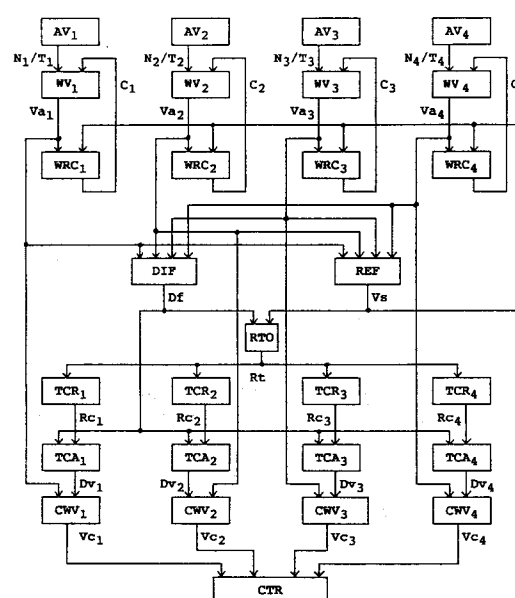 AV₁ AV₂ AV₃ AV₄
N₁/T₁ N₂/T₂ N₃/T₃ N₄/T₄
WV₁ C₁ WV₂ C₂ WV₃ C₃ WV₄ C
Va₁ Va₂ Va₃ Va₄
WRC₁ WRC₂ WRC₃ WRC₄
DIF REF
Df Vs
RTO
Rt
TCR₁ TCR₂ TCR₃ TCR₄
Rc₁ Rc₂ Rc₃ Rc₄
TCA₁ TCA₂ TCA₃ TCA₄
Dv₁ Dv₂ Dv₃ Dv₄
CWV₁ CWV₂ CWV₃ CWV₄
Vc₁ Vc₂ Vc₃ Vc₄
CTR